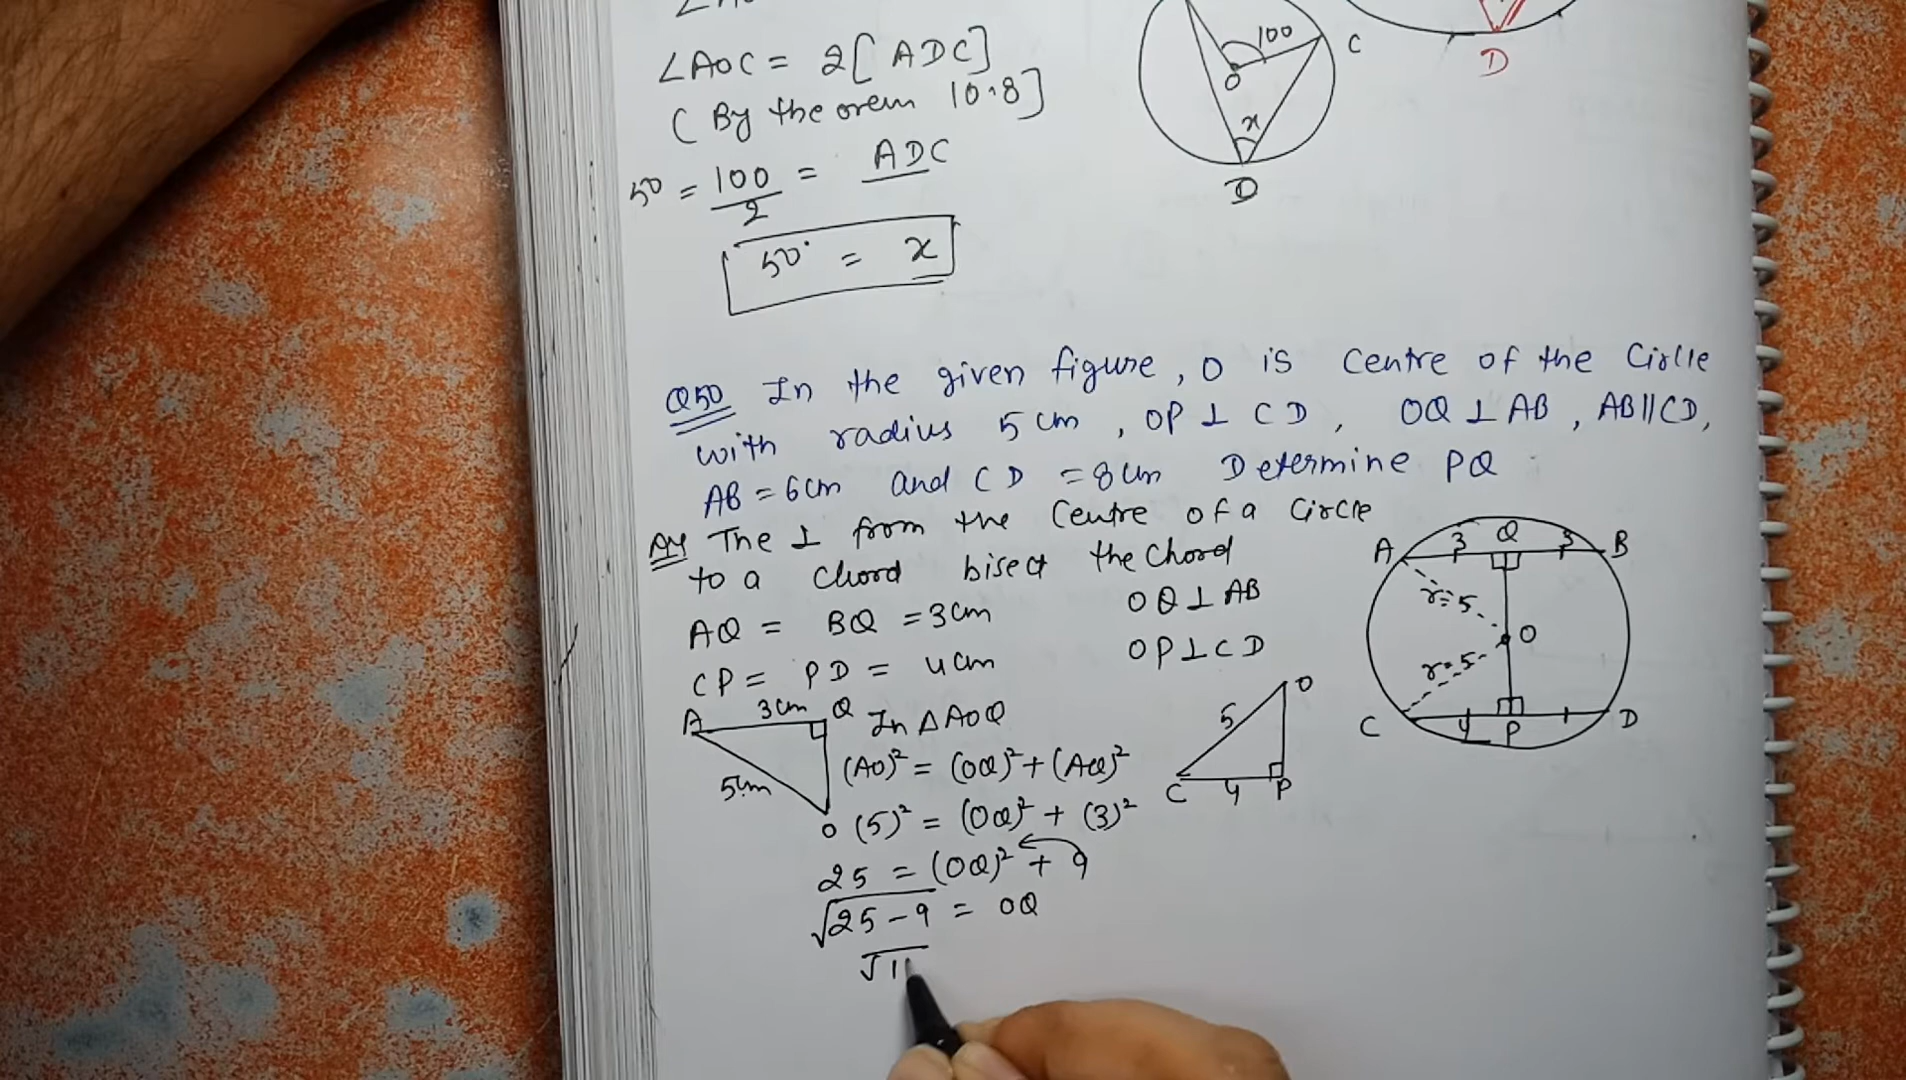 ∠AOC = 2[ADC]
(By theorem 10.8]
50 = 100/2 = ADC
50° = x
100
C
O
x
D
D
Q50 In the given figure, O is Centre of the Circle
with radius 5 cm, OP ⊥ CD, OQ ⊥ AB, AB||CD,
AB = 6cm and CD = 8cm Determine PQ
The ⊥ from the Centre of a Circle
to a Chord bisect the Chord
AQ = BQ = 3cm
OQ ⊥ AB
CP = PD = 4cm
OP ⊥ CD
A 3cm Q
5cm
O
In △AOQ
(AO)² = (OQ)² + (AQ)²
(5)² = (OQ)² + (3)²
25 = (OQ)² + 9
√25-9 = OQ
√1
5 O
C 4 P
A 3 Q 3 B
r=5
O
r=5
C 4 P D